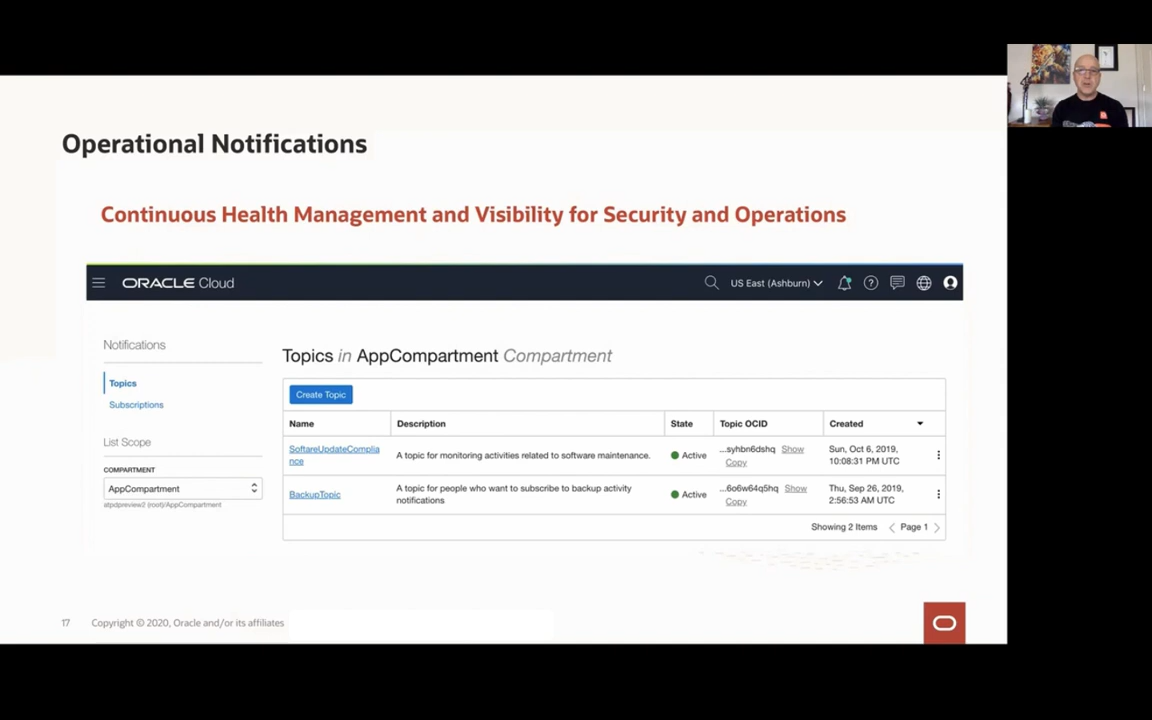 Operational Notifications
Continuous Health Management and Visibility for Security and Operations
ORACLE Cloud
US East (Ashburn)
Notifications
Topics
Subscriptions
List Scope
COMPARTMENT
AppCompartment
atpdpreview2 (root)/AppCompartment
Topics in AppCompartment Compartment
Create Topic
Name Description State Topic OCID Created
SoftareUpdateComplia
nce
A topic for monitoring activities related to software maintenance.
Active
...syhbn6dshq Show
Copy
Sun, Oct 6, 2019,
10:08:31 PM UTC
BackupTopic
A topic for people who want to subscribe to backup activity
notifications
Active
...6o6w64q5hq Show
Copy
Thu, Sep 26, 2019,
2:56:53 AM UTC
Showing 2 Items
Page 1
17 Copyright © 2020, Oracle and/or its affiliates